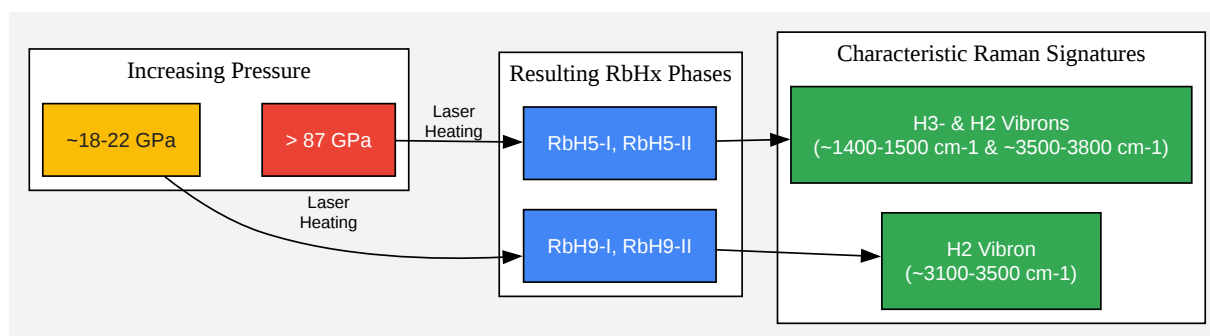 Increasing Pressure
~18-22 GPa
> 87 GPa
Laser
Heating
Laser
Heating
Resulting RbHx Phases
RbH5-I, RbH5-II
RbH9-I, RbH9-II
Characteristic Raman Signatures
H3- & H2 Vibrons
(~1400-1500 cm-1 & ~3500-3800 cm-1)
H2 Vibron
(~3100-3500 cm-1)